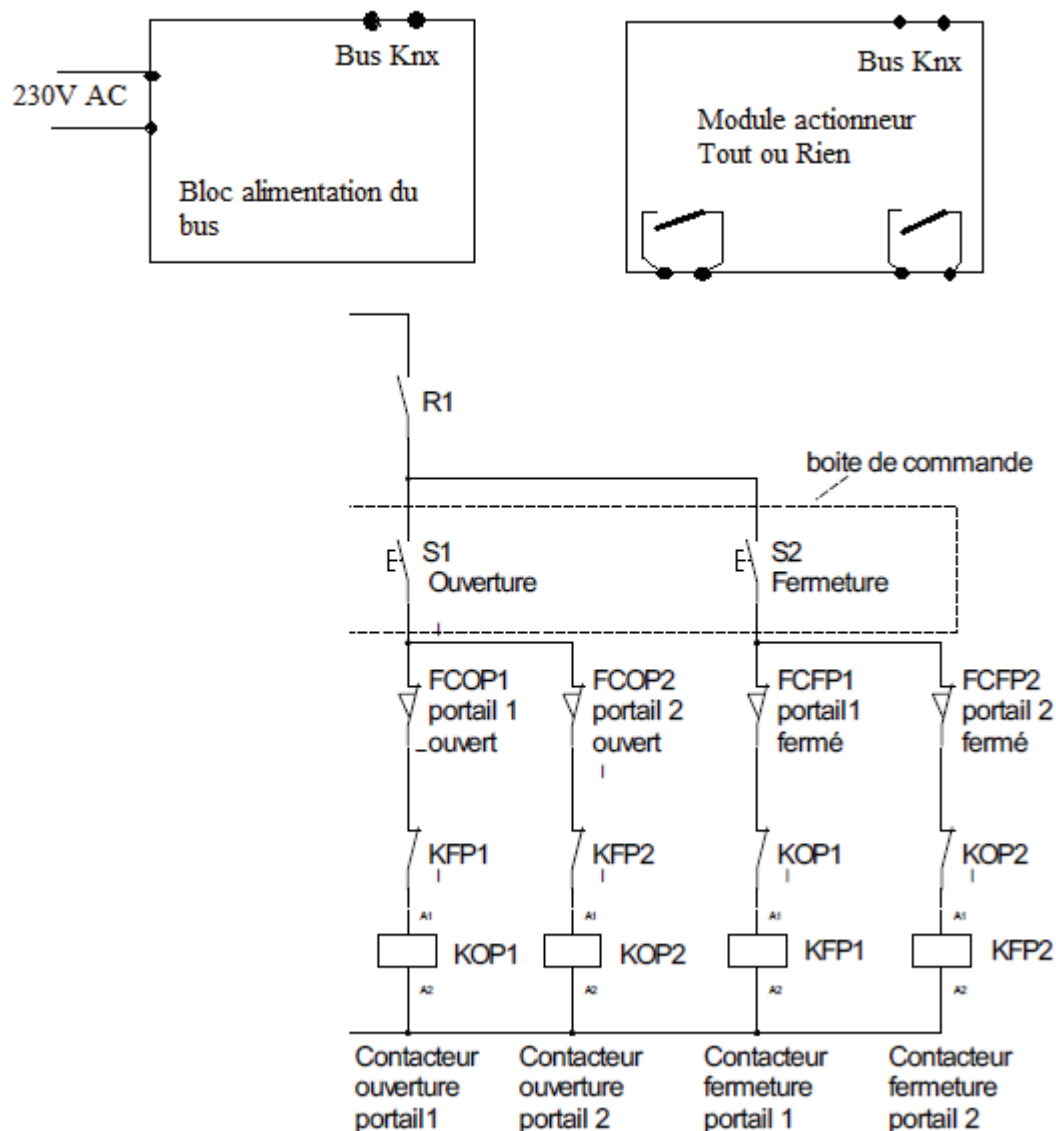 Bus Knx
230V AC
Bloc alimentation du
bus
Bus Knx
Module actionneur
Tout ou Rien
R1
boite de commande
S1
Ouverture
S2
Fermeture
FCOP1
portail 1
ouvert
FCOP2
portail 2
ouvert
FCFP1
portail1
fermé
FCFP2
portail 2
fermé
KFP1
KFP2
KOP1
KOP2
A1
A1
A1
A1
KOP1
KOP2
KFP1
KFP2
A2
A2
A2
A2
Contacteur
ouverture
portail1
Contacteur
ouverture
portail 2
Contacteur
fermeture
portail 1
Contacteur
fermeture
portail 2